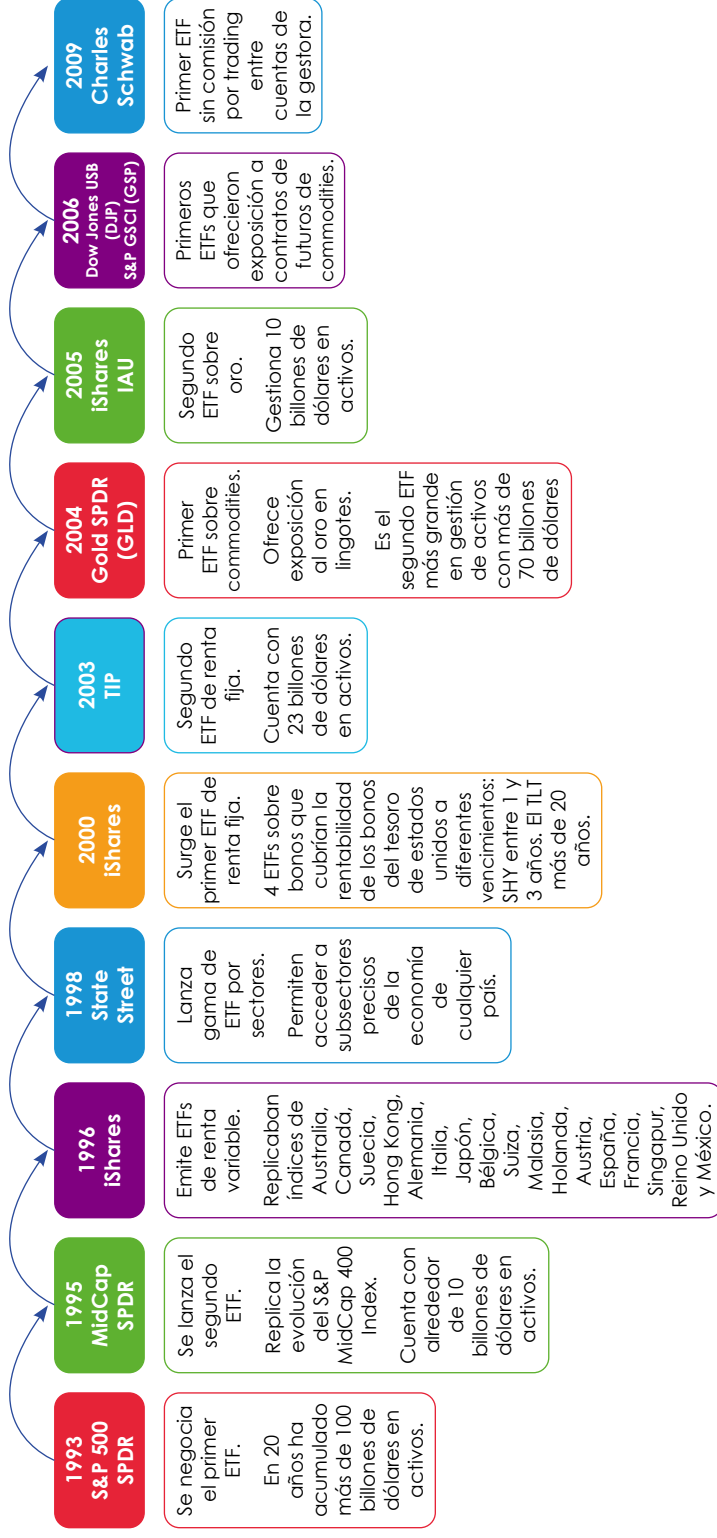 1993
S&P 500
SPDR
Se negocia
el primer
ETF.
En 20
años ha
acumulado
más de 100
billones de
dólares en
activos.
1995
MidCap
SPDR
Se lanza el
segundo
ETF.
Replica la
evolución
del S&P
MidCap 400
Index.
Cuenta con
alrededor
de 10
billones de
dólares en
activos.
1996
iShares
Emite ETFs
de renta
variable.
Replicaban
índices de
Australia,
Canadá,
Suecia,
Hong Kong,
Alemania,
Italia,
Japón,
Bélgica,
Suiza,
Malasia,
Holanda,
Austria,
España,
Francia,
Singapur,
Reino Unido
y México.
1998
State
Street
Lanza
gama de
ETF por
sectores.
Permiten
acceder a
subsectores
precisos
de la
economía
de
cualquier
país.
2000
iShares
Surge el
primer ETF de
renta fija.
4 ETFs sobre
bonos que
cubrían la
rentabilidad
de los bonos
del tesoro
de estados
unidos a
diferentes
vencimientos:
SHY entre 1 y
3 años. El TLT
más de 20
años.
2003
TIP
Segundo
ETF de renta
fija.
Cuenta con
23 billones
de dólares
en activos.
2004
Gold SPDR
(GLD)
Primer
ETF sobre
commodities.
Ofrece
exposición
al oro en
lingotes.
Es el
segundo ETF
más grande
en gestión
de activos
con más de
70 billones
de dólares
2005
iShares
IAU
Segundo
ETF sobre
oro.
Gestiona 10
billones de
dólares en
activos.
2006
Dow Jones USB
(DJP)
S&P GSCI (GSP)
Primeros
ETFs que
ofrecieron
exposición a
contratos de
futuros de
commodities.
2009
Charles
Schwab
Primer ETF
sin comisión
por trading
entre
cuentas de
la gestora.